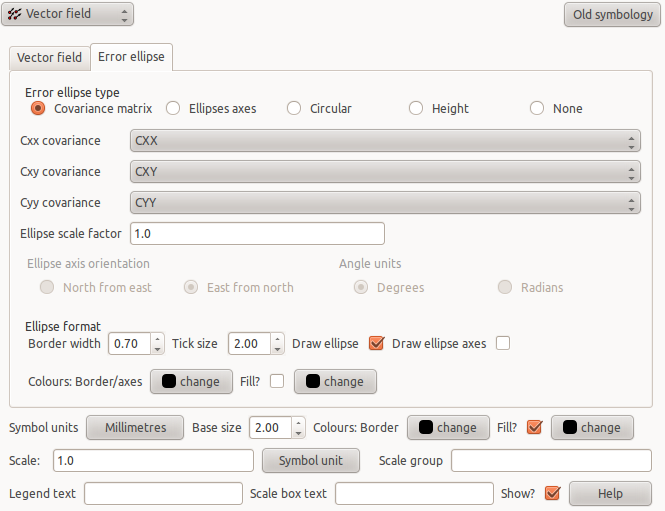 Vector field Old symbology
Vector field Error ellipse
Error ellipse type
Covariance matrix Ellipses axes Circular Height None
Cxx covariance CXX
Cxy covariance CXY
Cyy covariance CYY
Ellipse scale factor 1.0
Ellipse axis orientation Angle units
North from east East from north Degrees Radians
Ellipse format
Border width 0.70 Tick size 2.00 Draw ellipse Draw ellipse axes
Colours: Border/axes change Fill? change
Symbol units Millimetres Base size 2.00 Colours: Border change Fill? change
Scale: 1.0 Symbol unit Scale group
Legend text Scale box text Show? Help